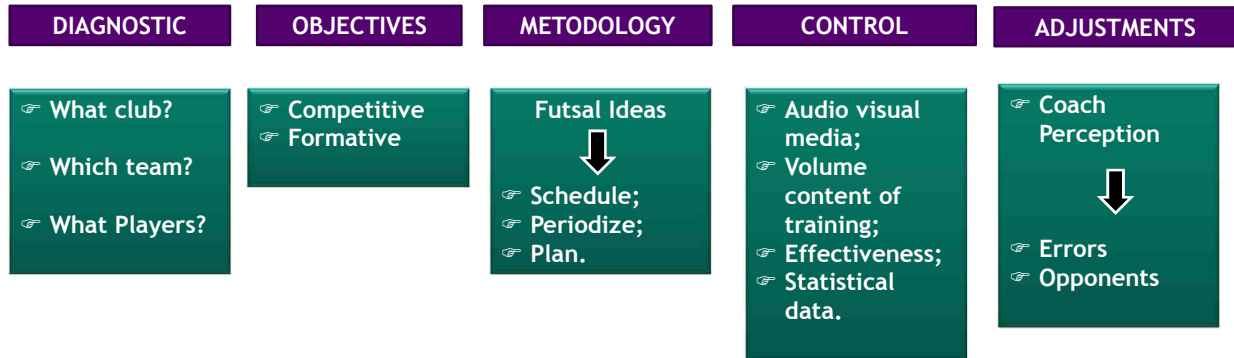 DIAGNOSTIC
OBJECTIVES
METODOLOGY
CONTROL
ADJUSTMENTS
☞ What club?
☞ Which team?
☞ What Players?
☞ Competitive
☞ Formative
Futsal Ideas
☞ Schedule;
☞ Periodize;
☞ Plan.
☞ Audio visual
media;
☞ Volume
content of
training;
☞ Effectiveness;
☞ Statistical
data.
☞ Coach
Perception
☞ Errors
☞ Opponents